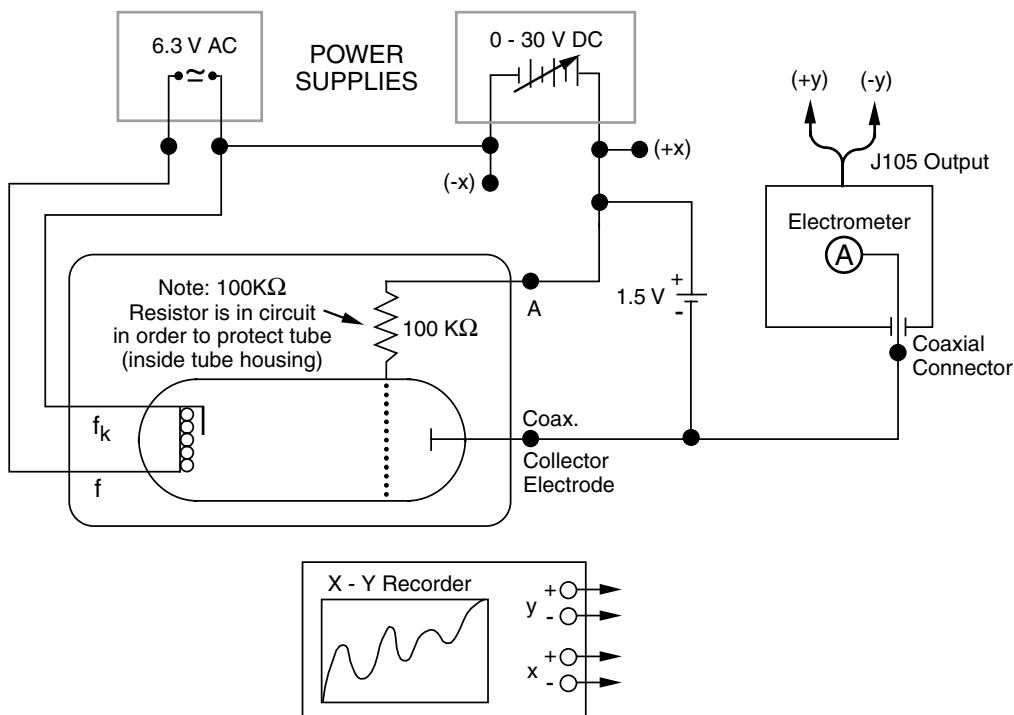 6.3 V AC
≃
POWER
SUPPLIES
0 - 30 V DC
(-x)
(+x)
(+y)
(-y)
J105 Output
Electrometer
A
Coaxial
Connector
Note: 100KΩ
Resistor is in circuit
in order to protect tube
(inside tube housing)
100 KΩ
A
1.5 V
+
-
fk
f
Coax.
Collector
Electrode
X - Y Recorder
y
+
-
x
+
-